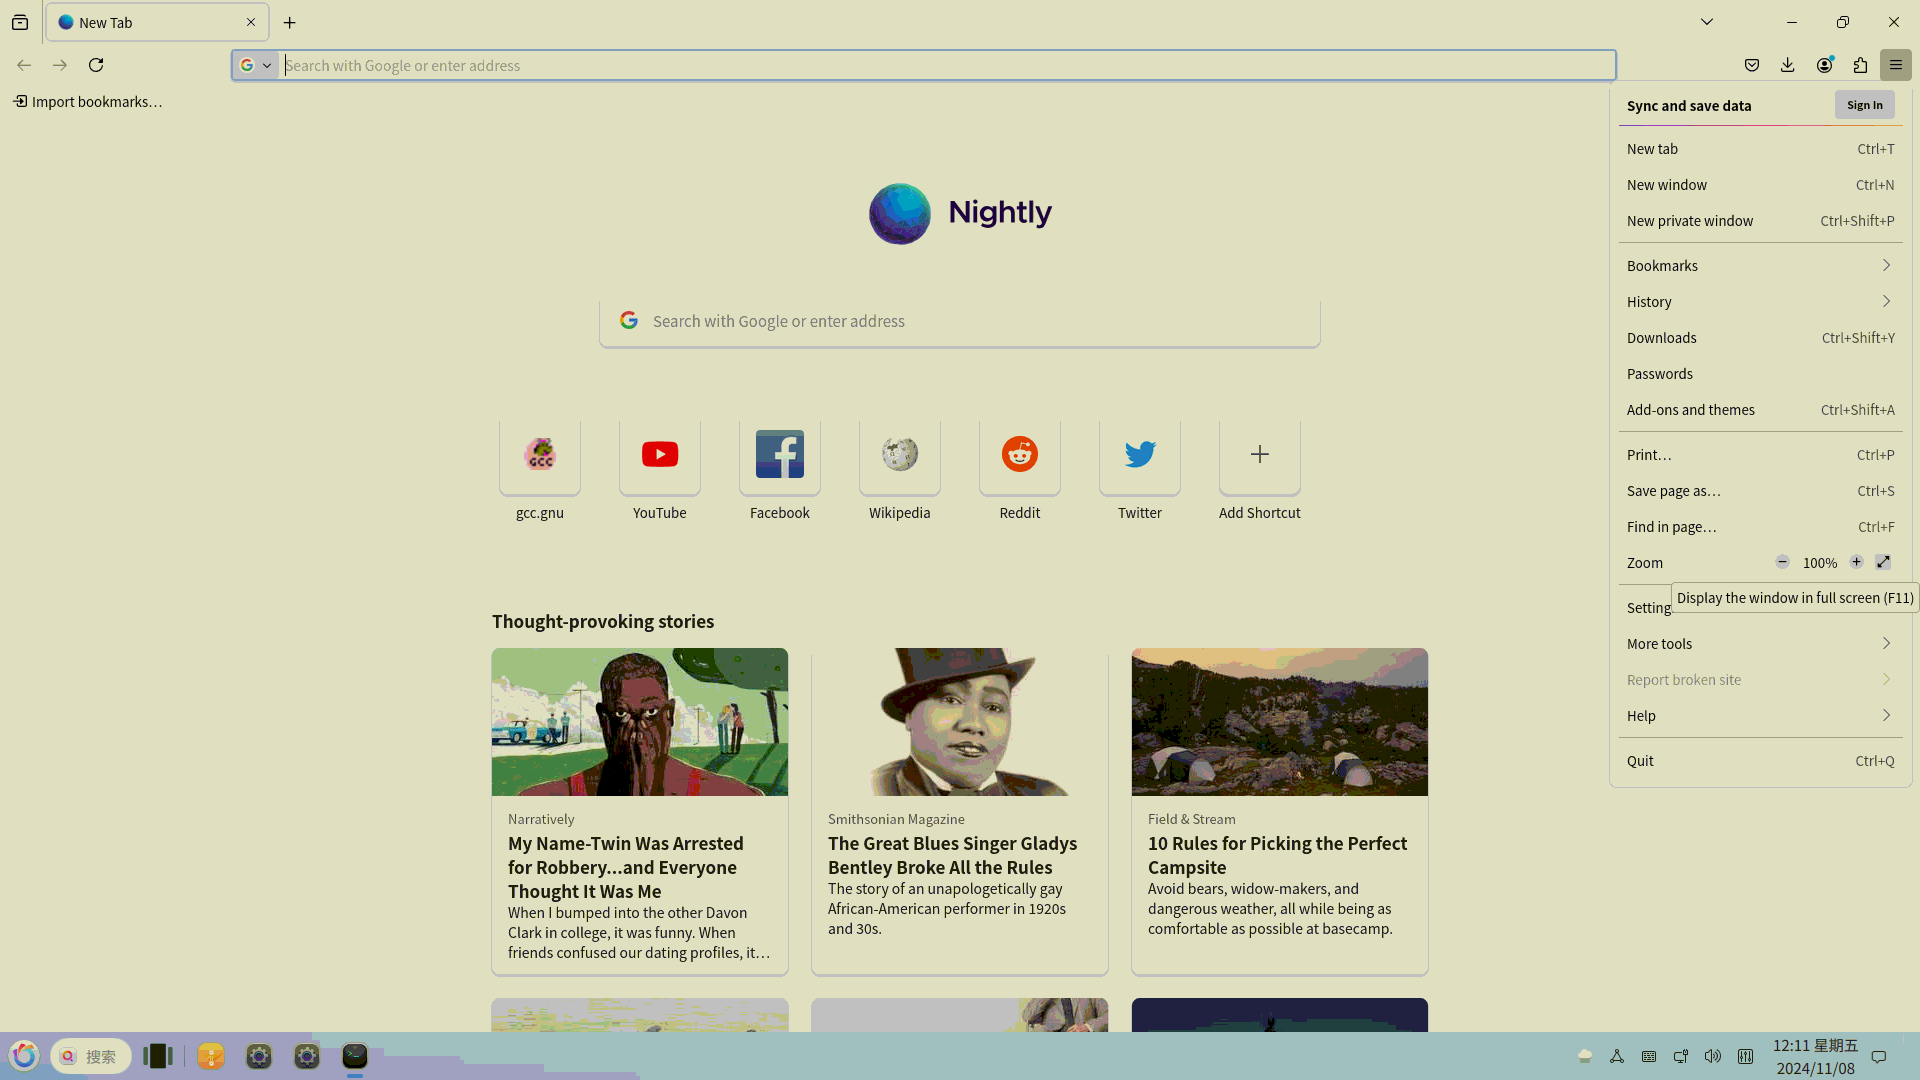 New Tab
Search with Google or enter address
Import bookmarks…
Sync and save data
Sign In
New tab Ctrl+T
New window Ctrl+N
New private window Ctrl+Shift+P
Bookmarks
History
Downloads Ctrl+Shift+Y
Passwords
Add-ons and themes Ctrl+Shift+A
Print… Ctrl+P
Save page as… Ctrl+S
Find in page… Ctrl+F
Zoom 100%
Display the window in full screen (F11)
Setting
More tools
Report broken site
Help
Quit Ctrl+Q
Nightly
Search with Google or enter address
GCC
gcc.gnu
YouTube
Facebook
Wikipedia
Reddit
Twitter
Add Shortcut
Thought-provoking stories
Narratively
My Name-Twin Was Arrested
for Robbery...and Everyone
Thought It Was Me
When I bumped into the other Davon
Clark in college, it was funny. When
friends confused our dating profiles, it…
Smithsonian Magazine
The Great Blues Singer Gladys
Bentley Broke All the Rules
The story of an unapologetically gay
African-American performer in 1920s
and 30s.
Field & Stream
10 Rules for Picking the Perfect
Campsite
Avoid bears, widow-makers, and
dangerous weather, all while being as
comfortable as possible at basecamp.
搜索
12:11 星期五
2024/11/08